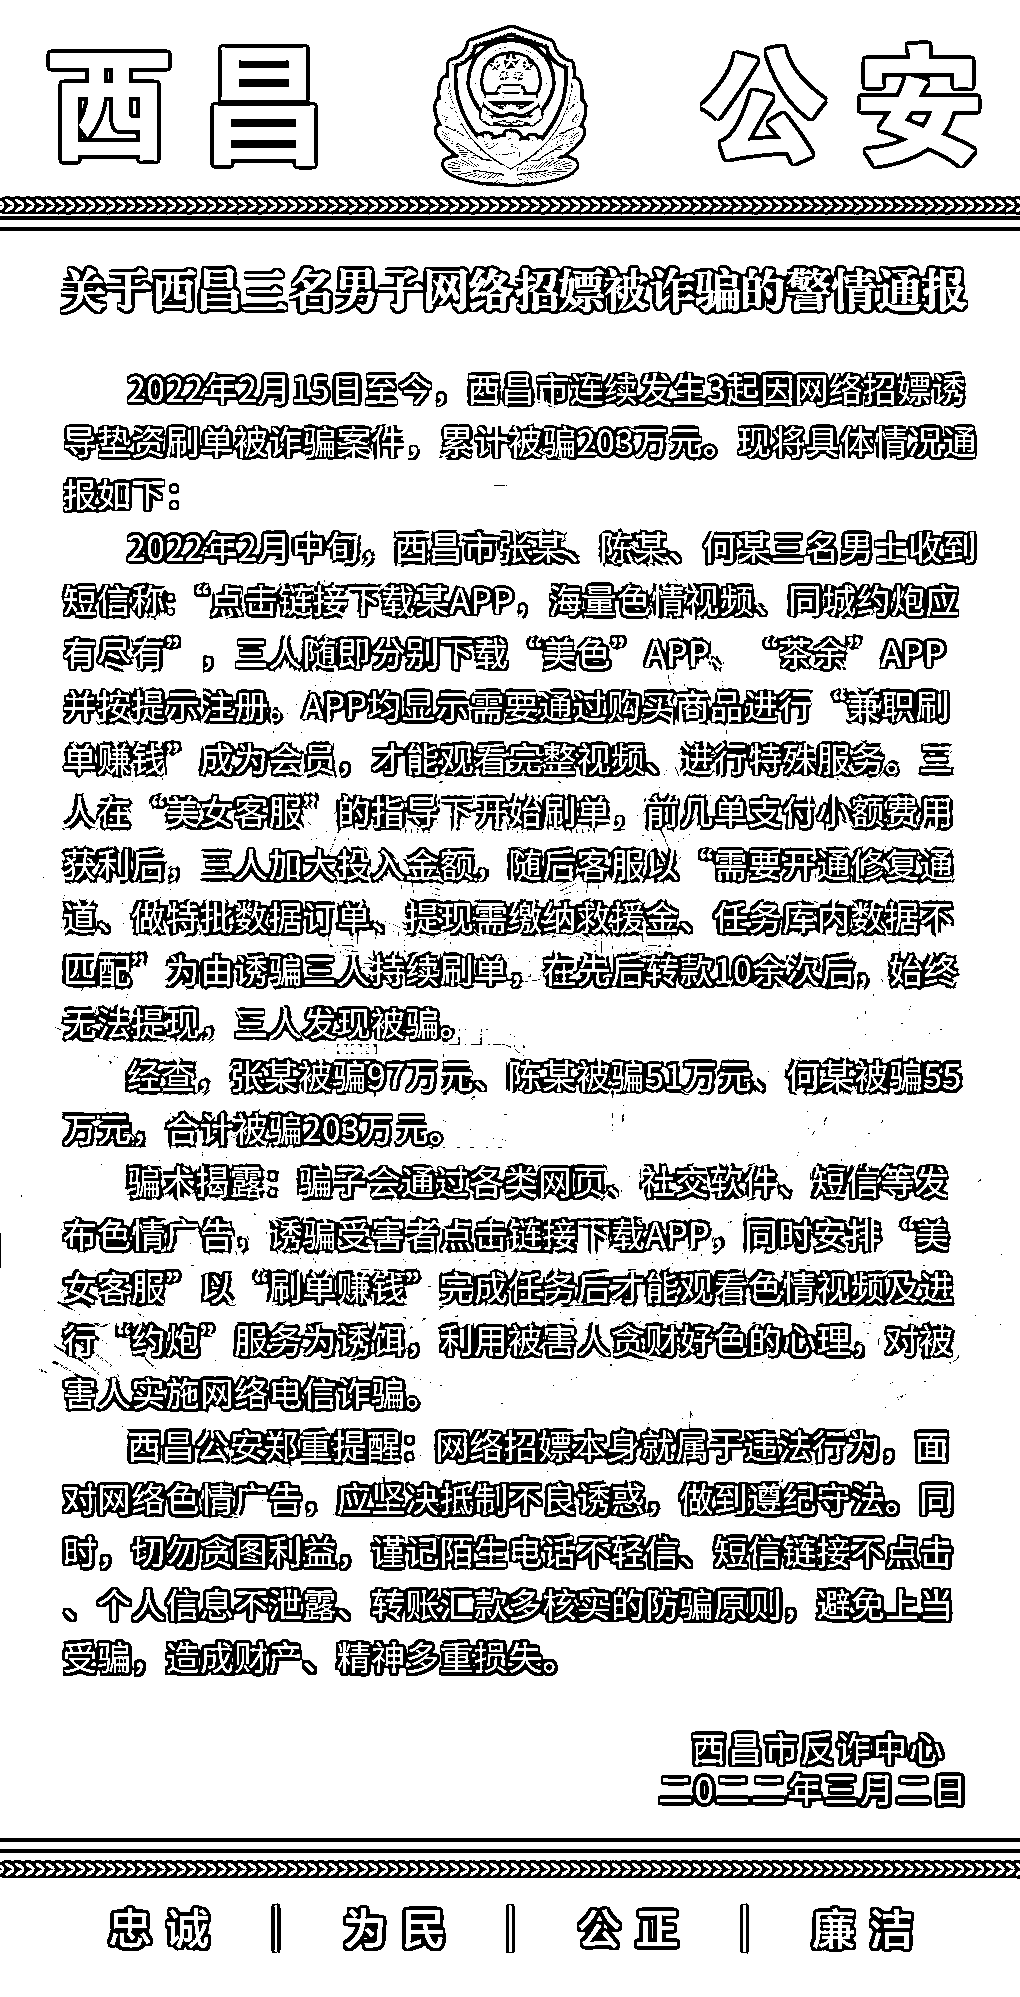 西昌 公安
关于西昌三名男子网络招嫖被诈骗的警情通报
2022年2月15日至今，西昌市连续发生3起因网络招嫖诱
导垫资刷单被诈骗案件，累计被骗203万元。现将具体情况通
报如下：
2022年2月中旬，西昌市张某、陈某、何某三名男士收到
短信称：“点击链接下载某APP，海量色情视频、同城约炮应
有尽有”，三人随即分别下载“美色”APP、“茶余”APP
并按提示注册。APP均显示需要通过购买商品进行“兼职刷
单赚钱”成为会员，才能观看完整视频、进行特殊服务。三
人在“美女客服”的指导下开始刷单，前几单支付小额费用
获利后，三人加大投入金额，随后客服以“需要开通修复通
道、做特批数据订单、提现需缴纳救援金、任务库内数据不
匹配”为由诱骗三人持续刷单，在先后转款10余次后，始终
无法提现，三人发现被骗。
经查，张某被骗97万元、陈某被骗51万元、何某被骗55
万元，合计被骗203万元。
骗术揭露：骗子会通过各类网页、社交软件、短信等发
布色情广告，诱骗受害者点击链接下载APP，同时安排“美
女客服”以“刷单赚钱”完成任务后才能观看色情视频及进
行“约炮”服务为诱饵，利用被害人贪财好色的心理，对被
害人实施网络电信诈骗。
西昌公安郑重提醒：网络招嫖本身就属于违法行为，面
对网络色情广告，应坚决抵制不良诱惑，做到遵纪守法。同
时，切勿贪图利益，谨记陌生电话不轻信、短信链接不点击
、个人信息不泄露、转账汇款多核实的防骗原则，避免上当
受骗，造成财产、精神多重损失。
西昌市反诈中心
二0二二年三月二日
忠诚 | 为民 | 公正 | 廉洁